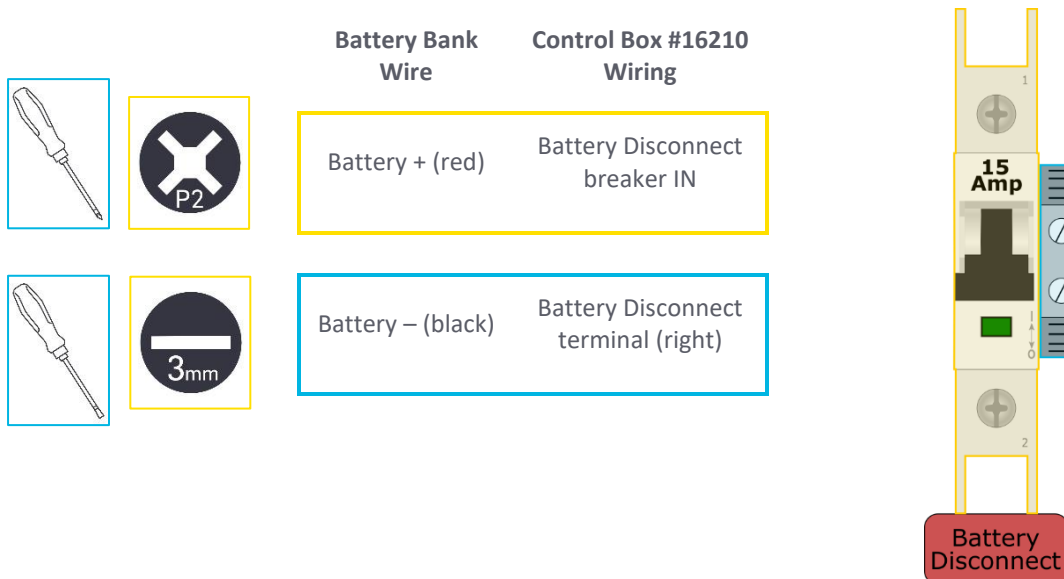 Battery Bank
Wire
Control Box #16210
Wiring
P2
Battery + (red)
Battery Disconnect
breaker IN
3mm
Battery – (black)
Battery Disconnect
terminal (right)
1
15
Amp
I
O
2
Battery
Disconnect